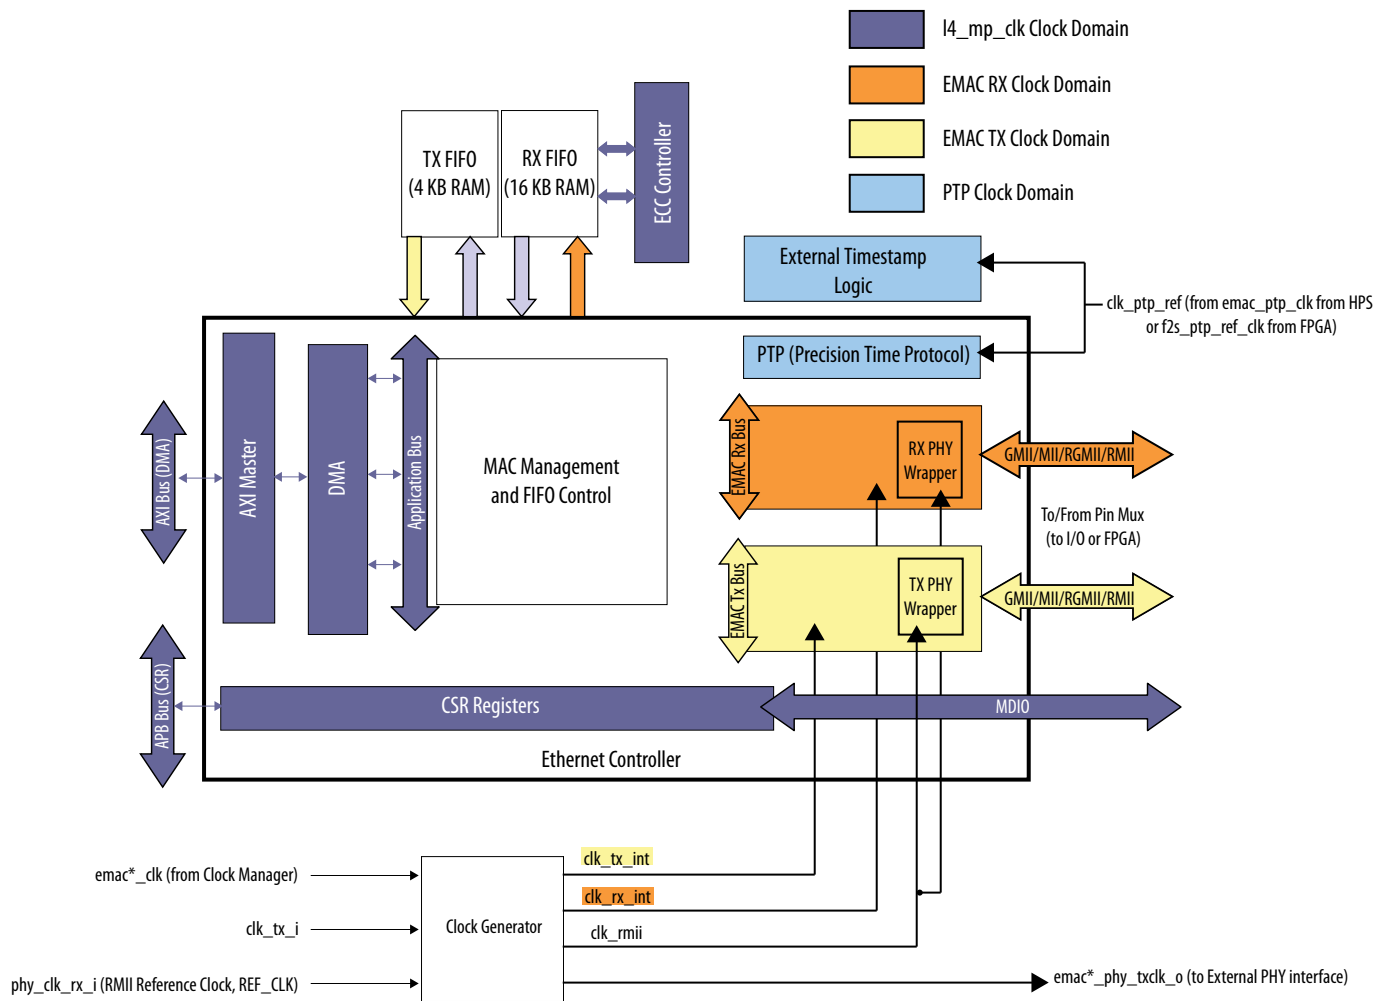 l4_mp_clk Clock Domain
EMAC RX Clock Domain
EMAC TX Clock Domain
PTP Clock Domain
TX FIFO
(4 KB RAM)
RX FIFO
(16 KB RAM)
ECC Controller
External Timestamp
Logic
clk_ptp_ref (from emac_ptp_clk from HPS
or f2s_ptp_ref_clk from FPGA)
PTP (Precision Time Protocol)
AXI Bus (DMA)
AXI Master
DMA
Application Bus
MAC Management
and FIFO Control
EMAC Rx Bus
RX PHY
Wrapper
GMII/MII/RGMII/RMII
To/From Pin Mux
(to I/O or FPGA)
EMAC Tx Bus
TX PHY
Wrapper
GMII/MII/RGMII/RMII
APB Bus (CSR)
CSR Registers
MDIO
Ethernet Controller
emac*_clk (from Clock Manager)
clk_tx_i
phy_clk_rx_i (RMII Reference Clock, REF_CLK)
Clock Generator
clk_tx_int
clk_rx_int
clk_rmii
emac*_phy_txclk_o (to External PHY interface)